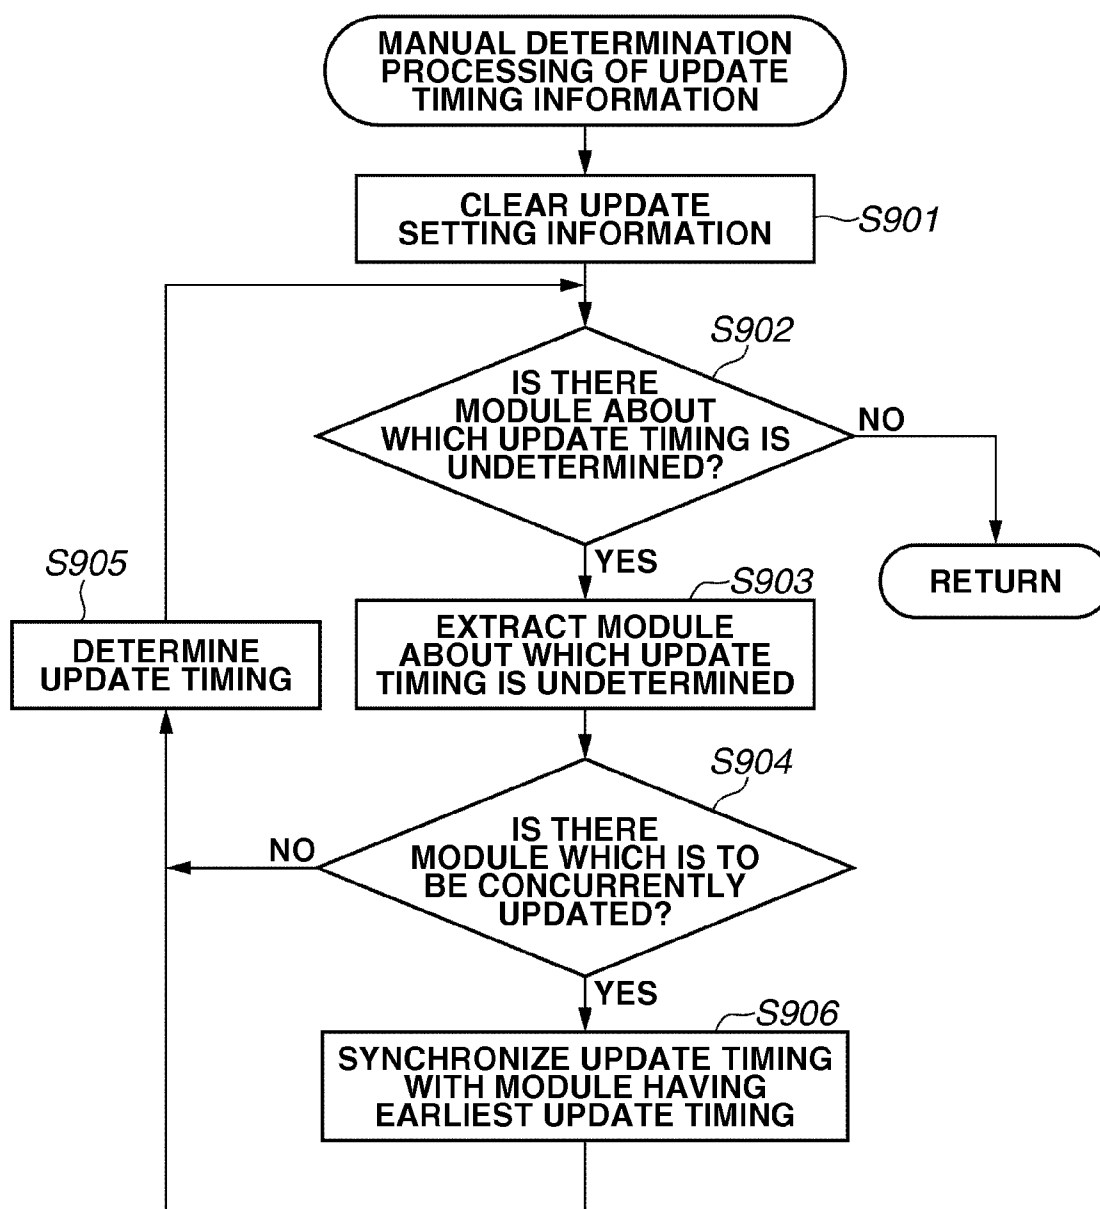 MANUAL DETERMINATION
PROCESSING OF UPDATE
TIMING INFORMATION
CLEAR UPDATE
SETTING INFORMATION
S901
S902
IS THERE
MODULE ABOUT
WHICH UPDATE TIMING IS
UNDETERMINED?
NO
YES
RETURN
S903
EXTRACT MODULE
ABOUT WHICH UPDATE
TIMING IS UNDETERMINED
S905
DETERMINE
UPDATE TIMING
S904
IS THERE
MODULE WHICH IS TO
BE CONCURRENTLY
UPDATED?
NO
YES
S906
SYNCHRONIZE UPDATE TIMING
WITH MODULE HAVING
EARLIEST UPDATE TIMING